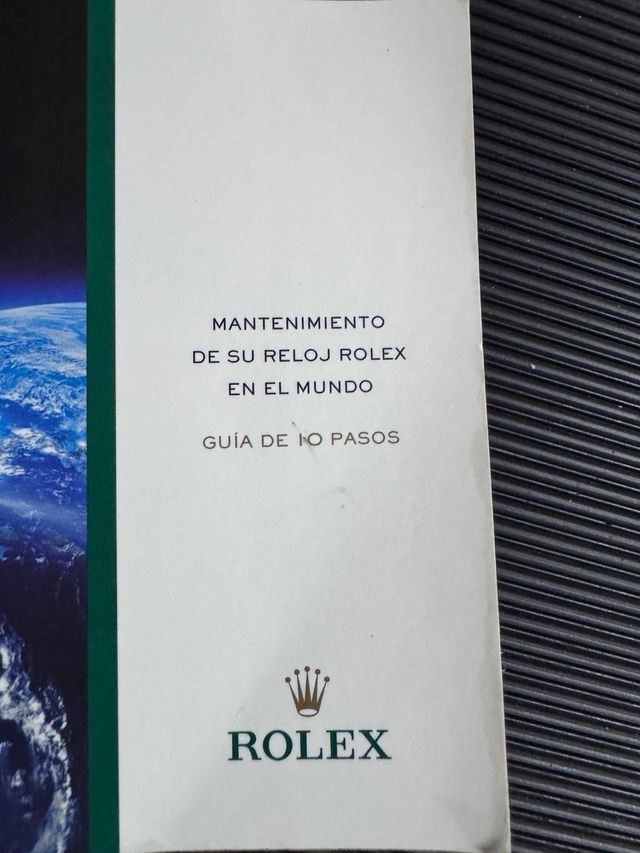 MANTENIMIENTO
DE SU RELOJ ROLEX
EN EL MUNDO
GUÍA DE 10 PASOS
ROLEX